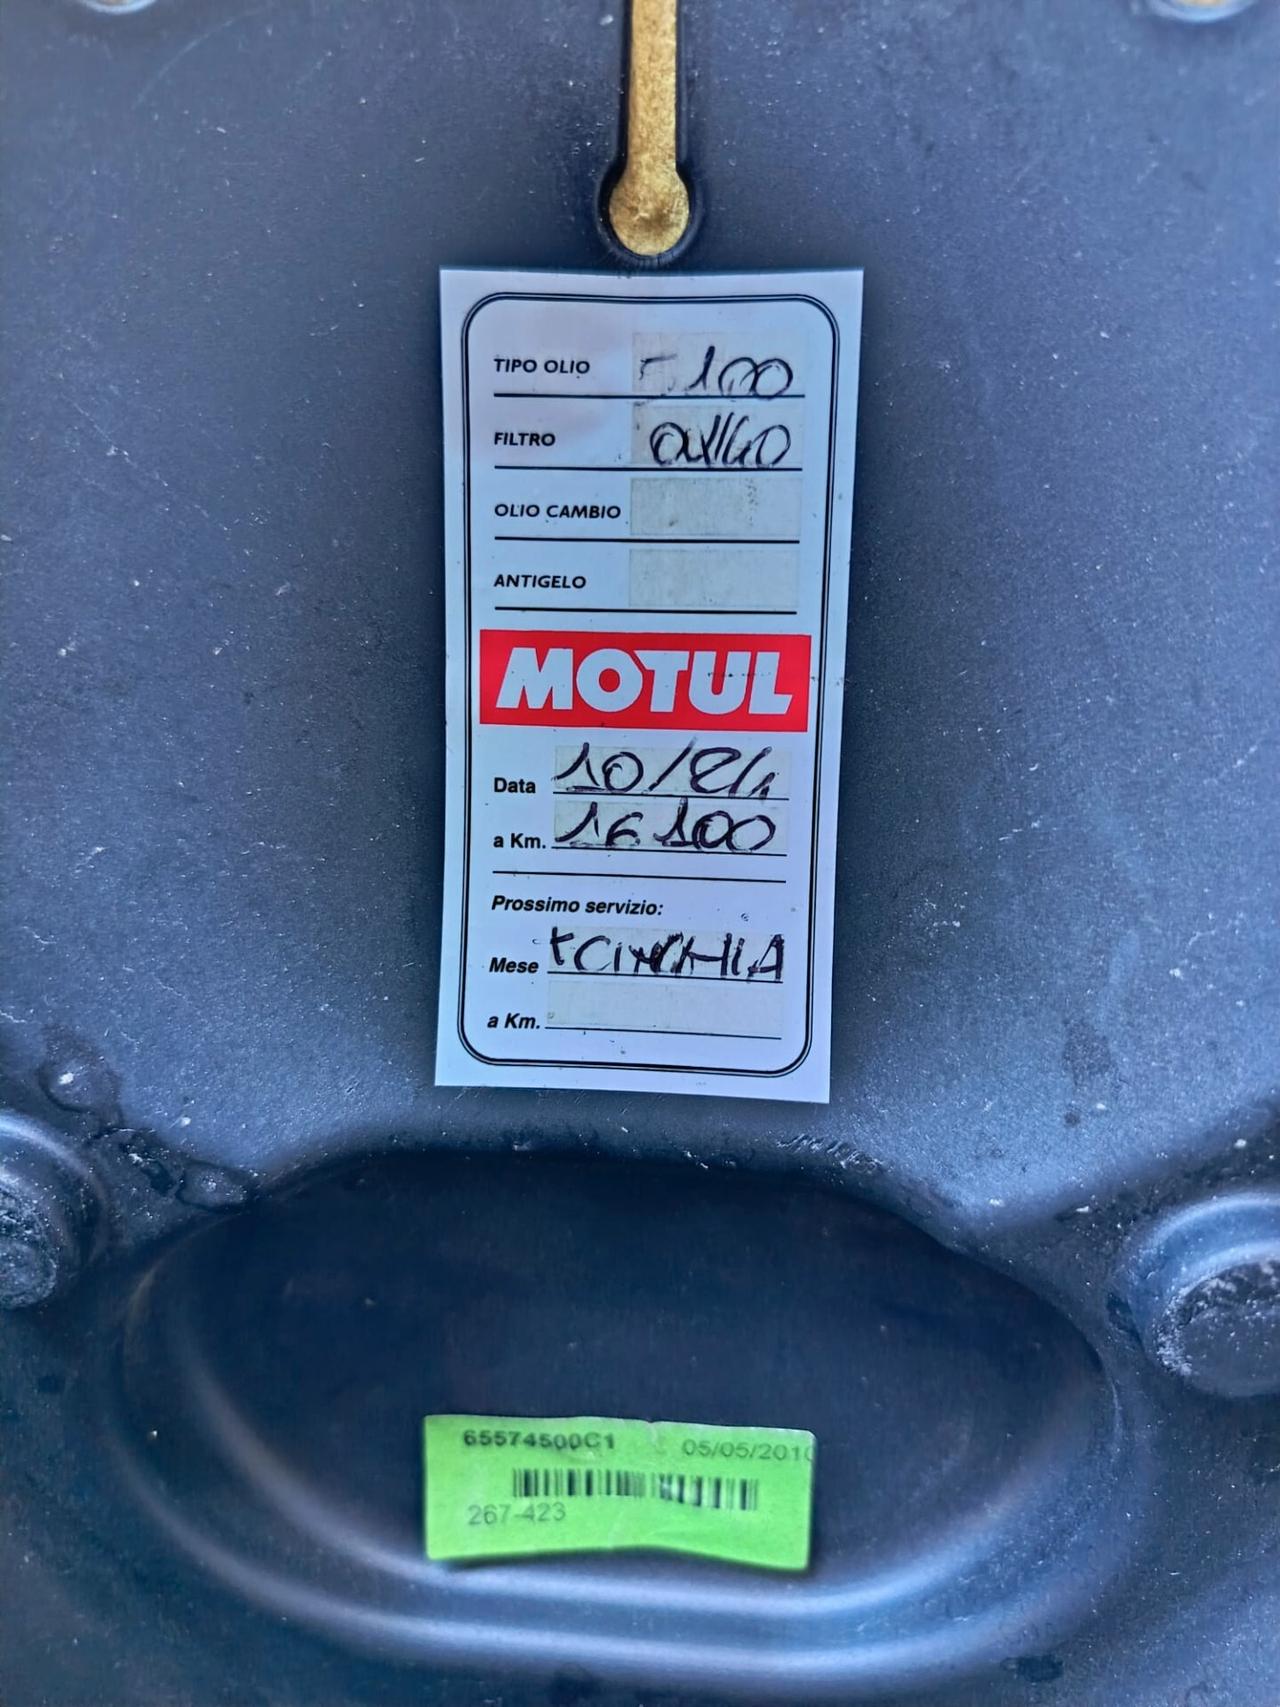 TIPO OLIO 5100
FILTRO
OLIO CAMBIO
ANTIGELO
MOTUL
Data 10/24
a Km. 16100
Prossimo servizio:
Mese + CINGHIA
a Km.
65574500C1 05/05/2010
267-423